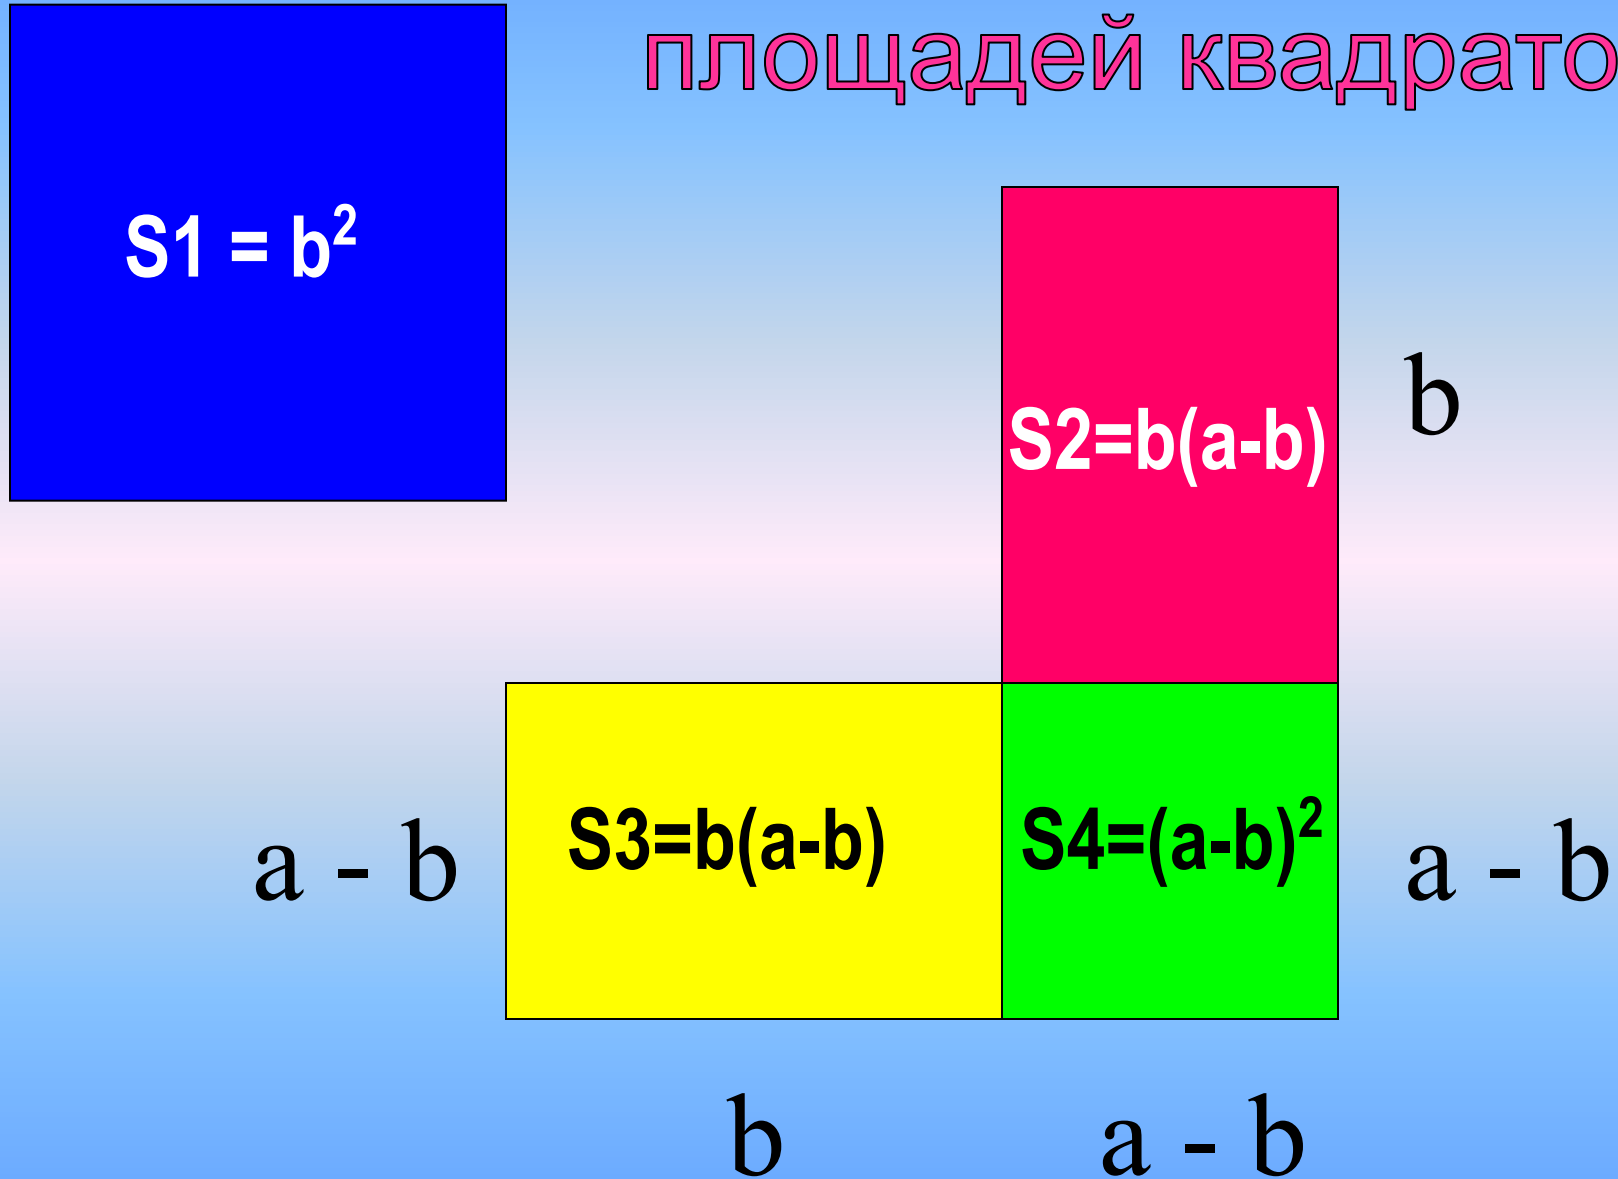 площадей квадрато
S1 = b²
b
S2=b(a-b)
a - b
S3=b(a-b)
S4=(a-b)²
a - b
b
a - b